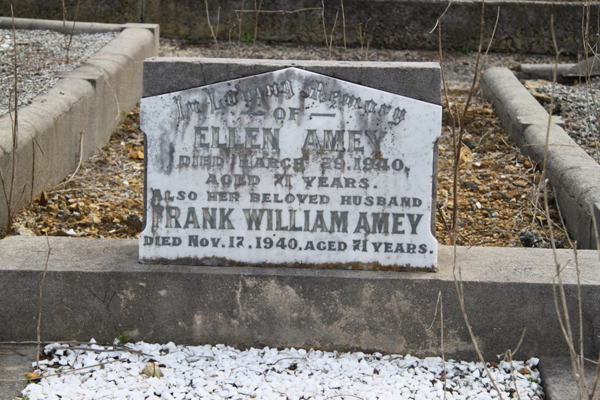 In Loving Memory
— OF —
ELLEN AMEY
DIED MARCH 29, 1940,
AGED 71 YEARS.
ALSO HER BELOVED HUSBAND
FRANK WILLIAM AMEY
DIED NOV. 17, 1940, AGED 71 YEARS.